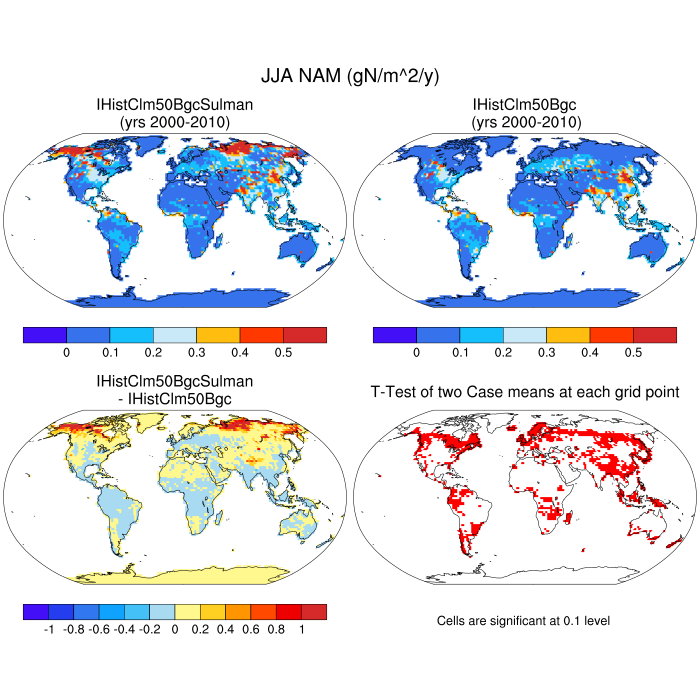 JJA NAM (gN/m^2/y)
IHistClm50BgcSulman
(yrs 2000-2010)
IHistClm50Bgc
(yrs 2000-2010)
0 0.1 0.2 0.3 0.4 0.5
0 0.1 0.2 0.3 0.4 0.5
IHistClm50BgcSulman
- IHistClm50Bgc
T-Test of two Case means at each grid point
-1 -0.8 -0.6 -0.4 -0.2 0 0.2 0.4 0.6 0.8 1
Cells are significant at 0.1 level